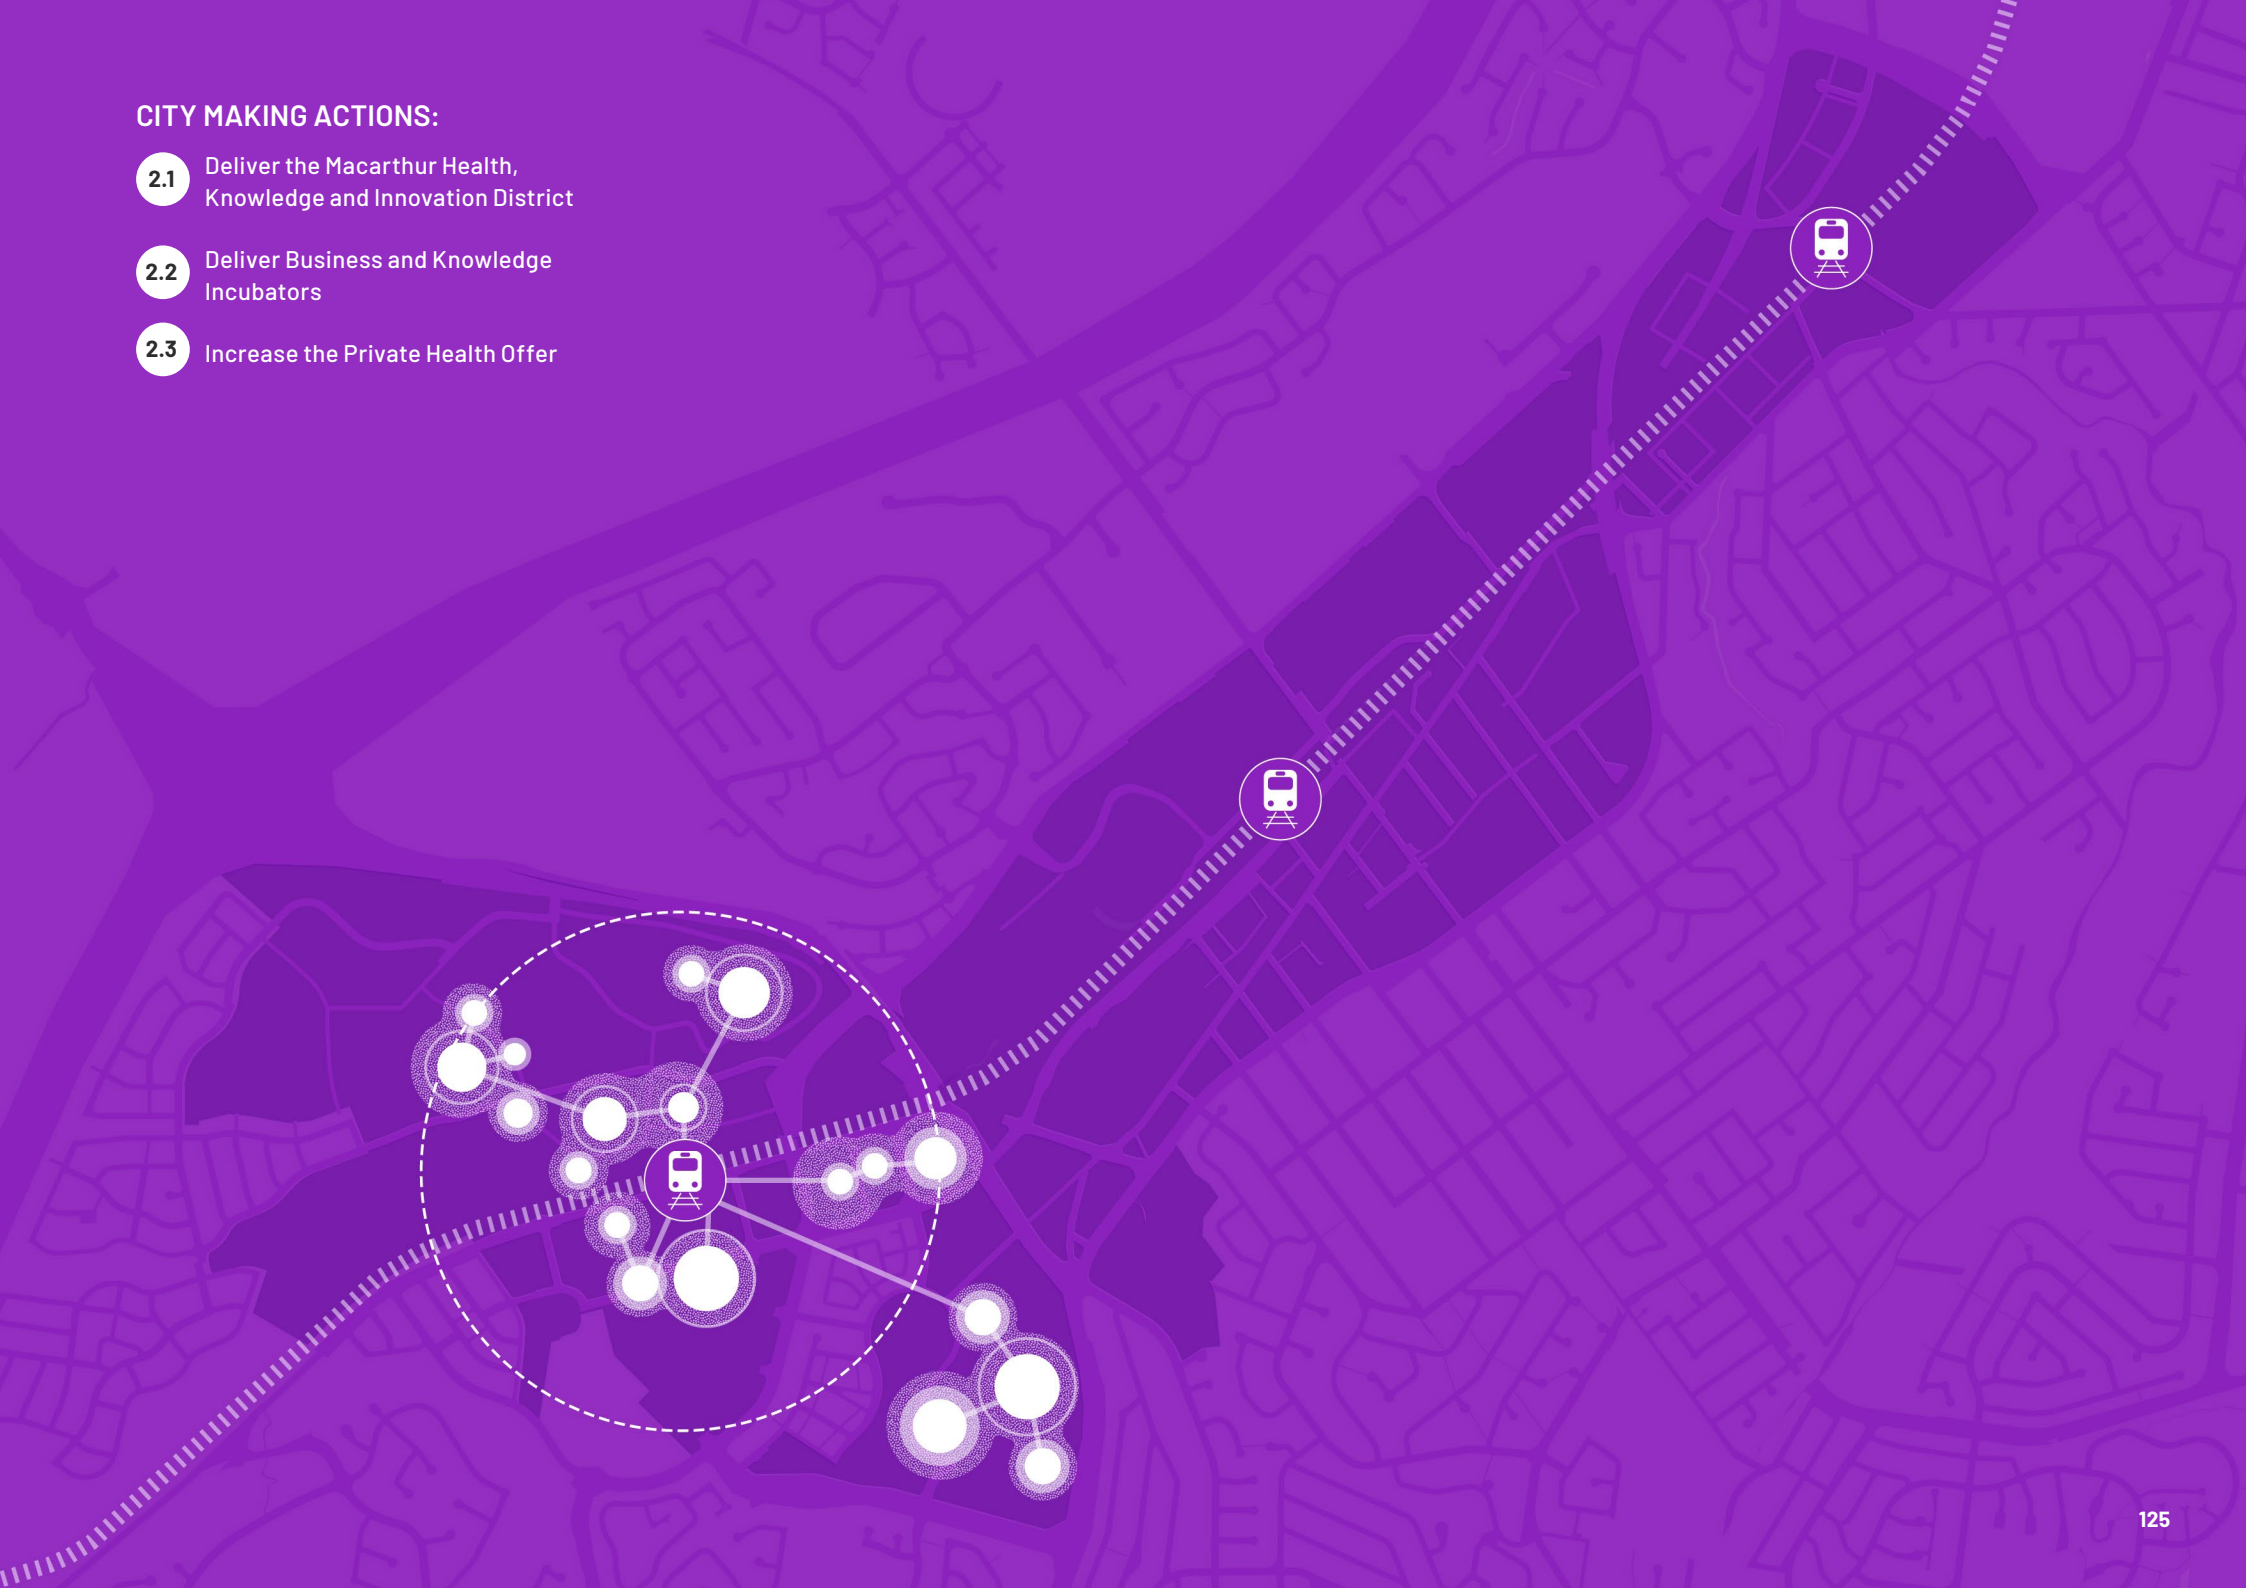 CITY MAKING ACTIONS:
2.1
Deliver the Macarthur Health,
Knowledge and Innovation District
2.2
Deliver Business and Knowledge
Incubators
2.3
Increase the Private Health Offer
125